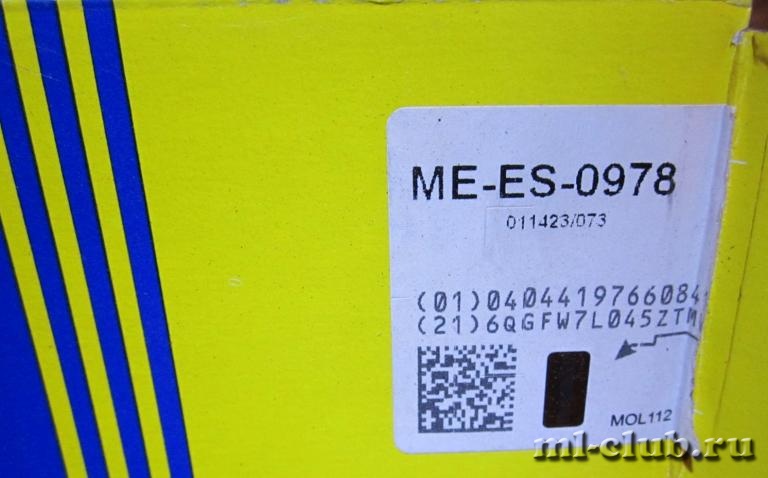 ME-ES-0978
011423/073
(01)0404419766084
(21)6QGFW7L045ZTM
MOL112
ml-club.ru